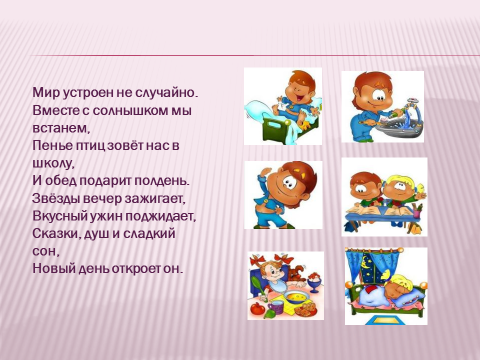 Мир устроен не случайно.
Вместе с солнышком мы
встанем,
Пенье птиц зовёт нас в
школу,
И обед подарит полдень.
Звёзды вечер зажигает,
Вкусный ужин поджидает,
Сказки, душ и сладкий
сон,
Новый день откроет он.